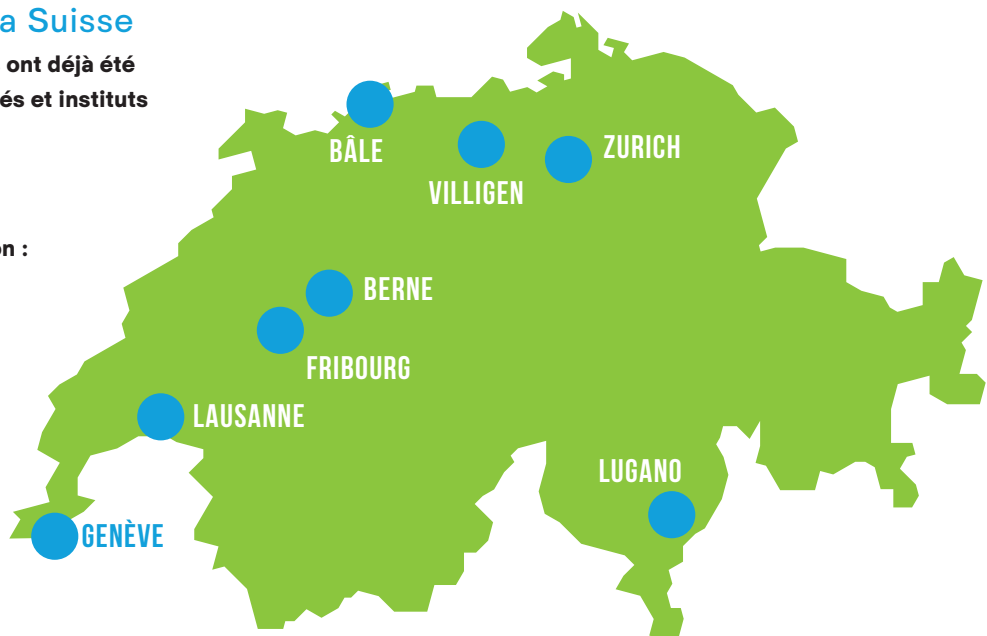 a Suisse
ont déjà été
és et instituts
on :
BÂLE
VILLIGEN
ZURICH
BERNE
FRIBOURG
LAUSANNE
LUGANO
GENÈVE